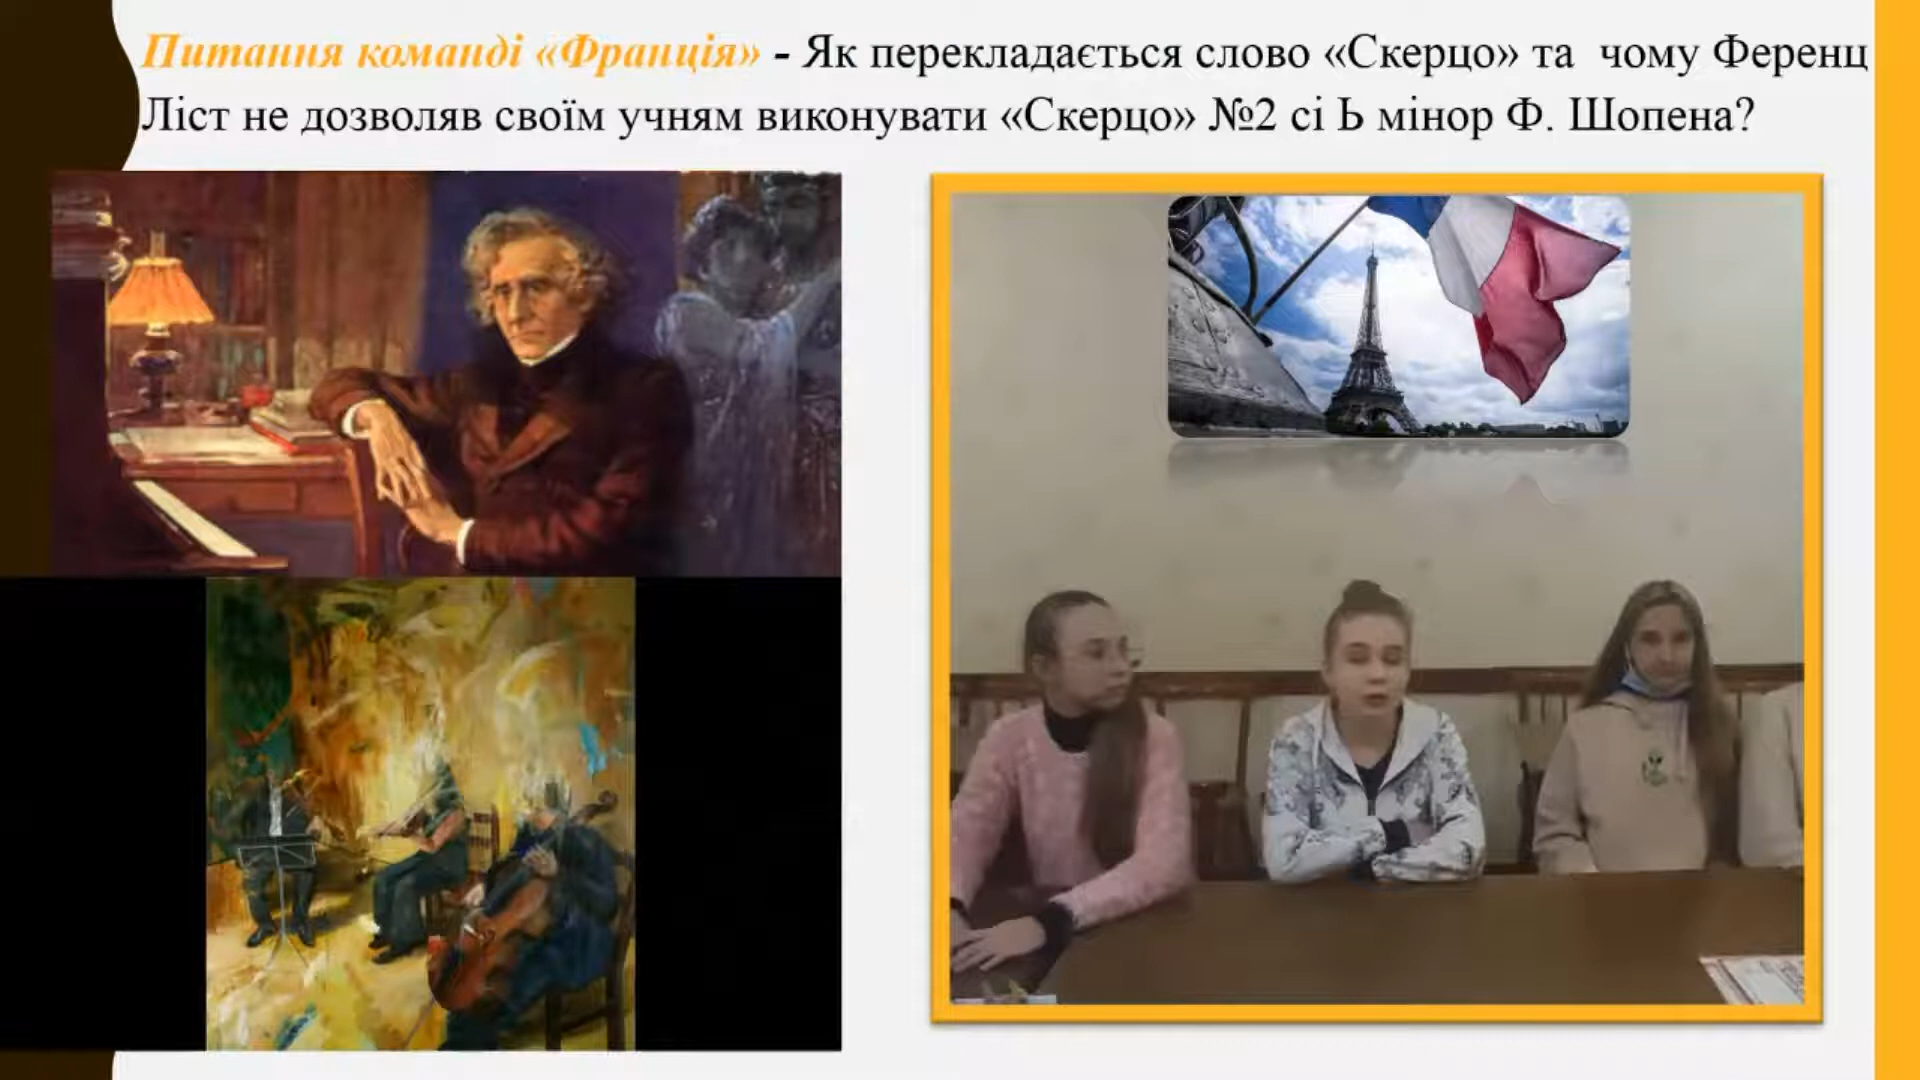 Питання команді «Франція» - Як перекладається слово «Скерцо» та чому Ференц
Ліст не дозволяв своїм учням виконувати «Скерцо» №2 сі Ь мінор Ф. Шопена?